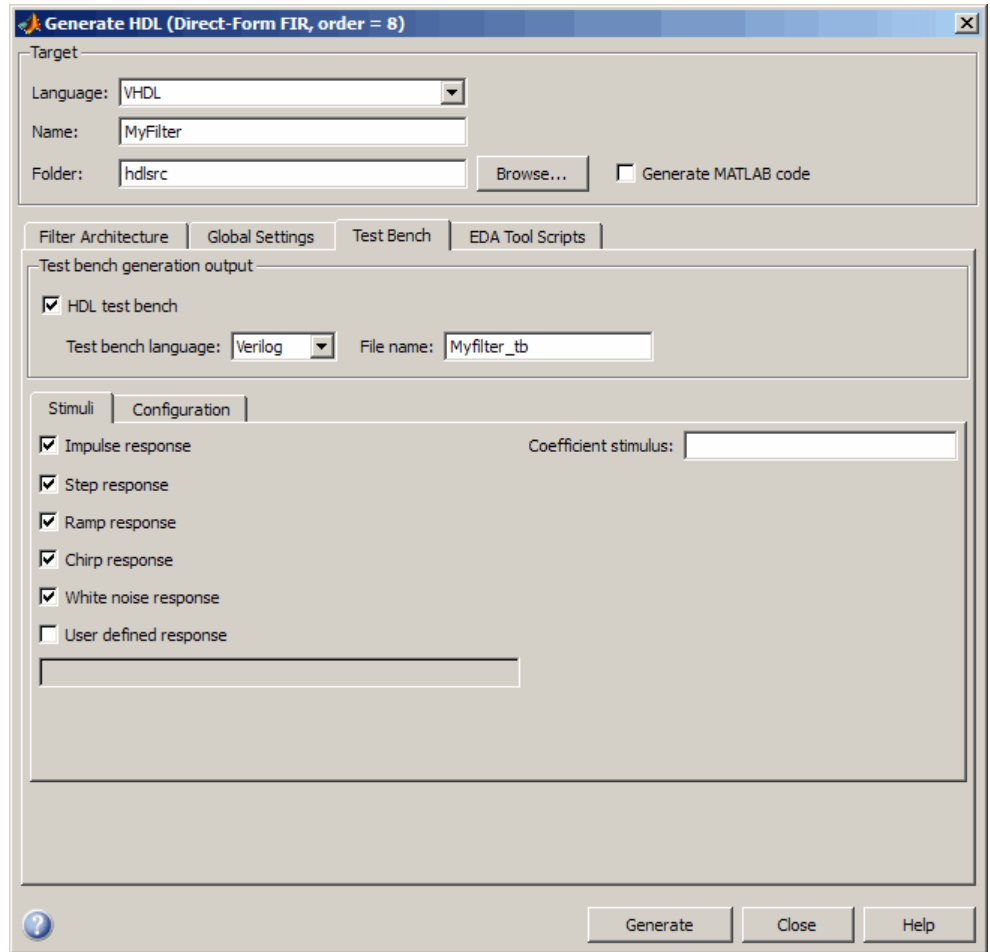 Generate HDL (Direct-Form FIR, order = 8)
Target
Language: VHDL
Name: MyFilter
Folder: hdlsrc Browse... Generate MATLAB code
Filter Architecture Global Settings Test Bench EDA Tool Scripts
Test bench generation output
HDL test bench
Test bench language: Verilog File name: Myfilter_tb
Stimuli Configuration
Impulse response Coefficient stimulus:
Step response
Ramp response
Chirp response
White noise response
User defined response
? Generate Close Help